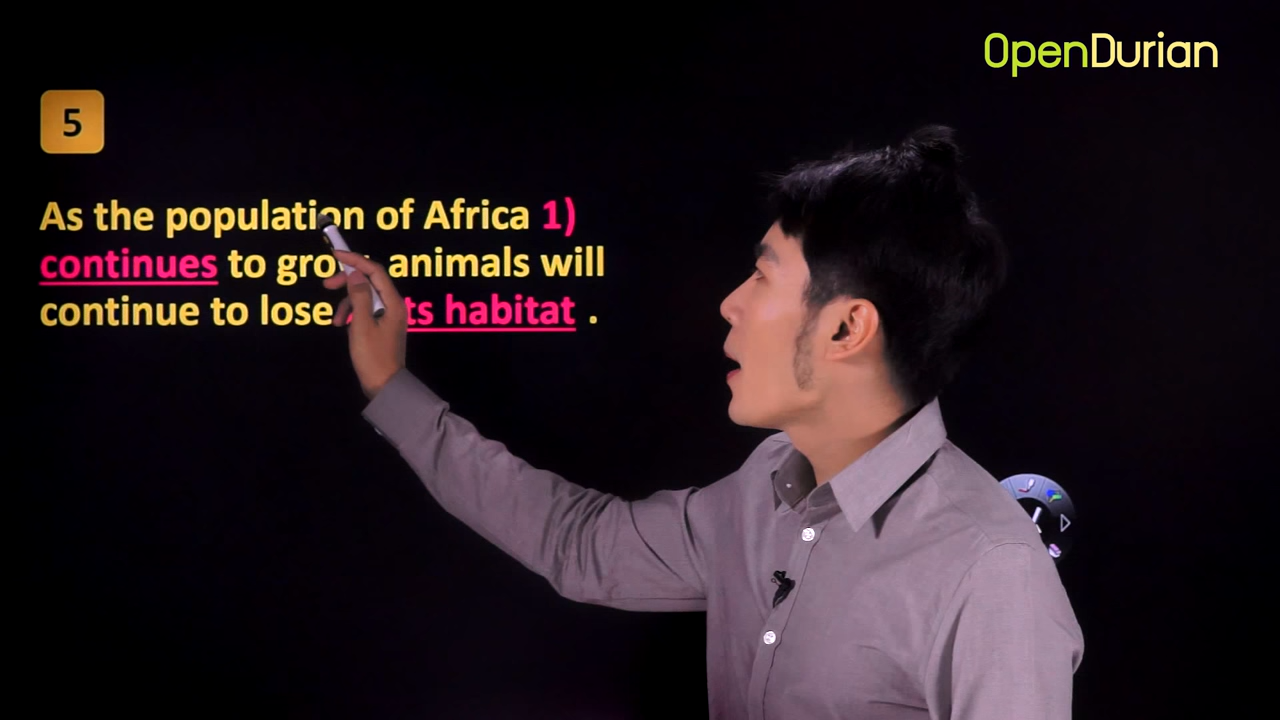 OpenDurian
5
As the population of Africa 1)
continues to animals will
continue to lose habitat .